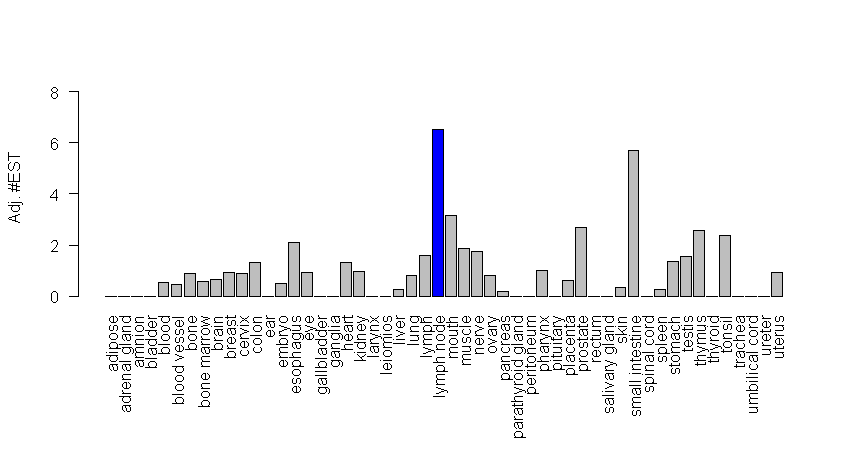 Adj. #EST
8
6
4
2
0
adipose
adrenal gland
amnion
bladder
blood
blood vessel
bone
bone marrow
brain
breast
cervix
colon
ear
embryo
esophagus
eye
gallbladder
ganglia
heart
kidney
larynx
leiomios
liver
lung
lymph
lymph node
mouth
muscle
nerve
ovary
pancreas
parathyroid gland
peritoneum
pharynx
pituitary
placenta
prostate
rectum
salivary gland
skin
small intestine
spinal cord
spleen
stomach
testis
thymus
thyroid
tonsil
trachea
umbilical cord
ureter
uterus